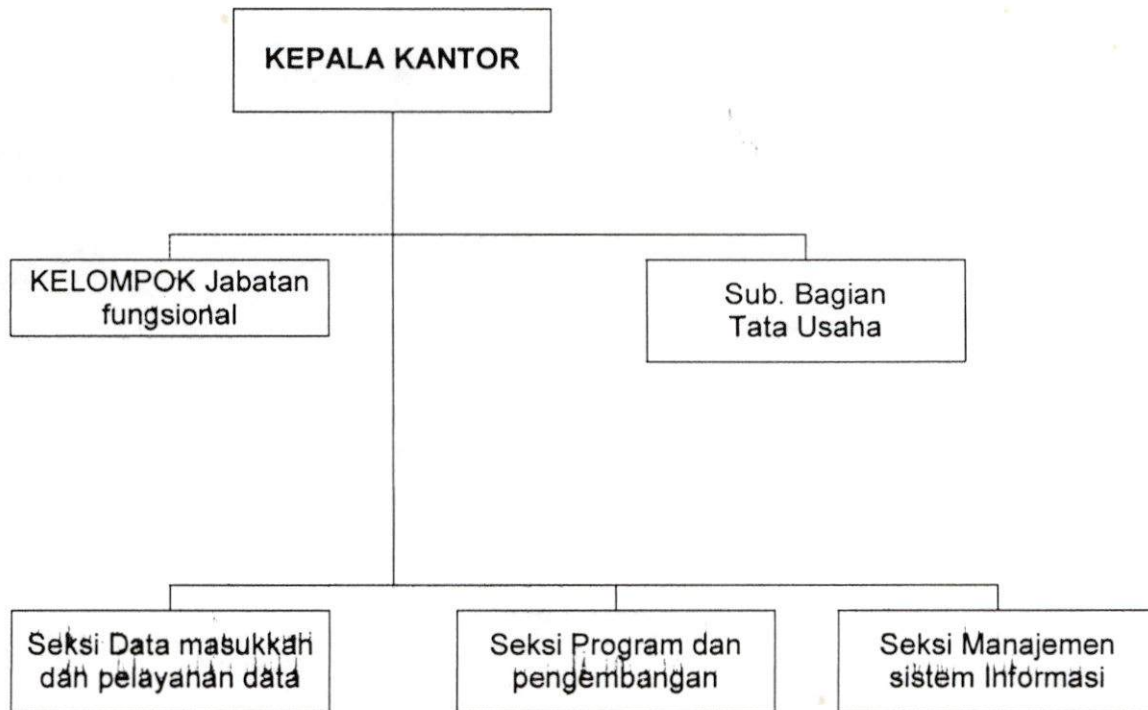 KEPALA KANTOR
KELOMPOK Jabatan
fungsional
Sub. Bagian
Tata Usaha
Seksi Data masukkan
dan pelayanan data
Seksi Program dan
pengembangan
Seksi Manajemen
sistem Informasi